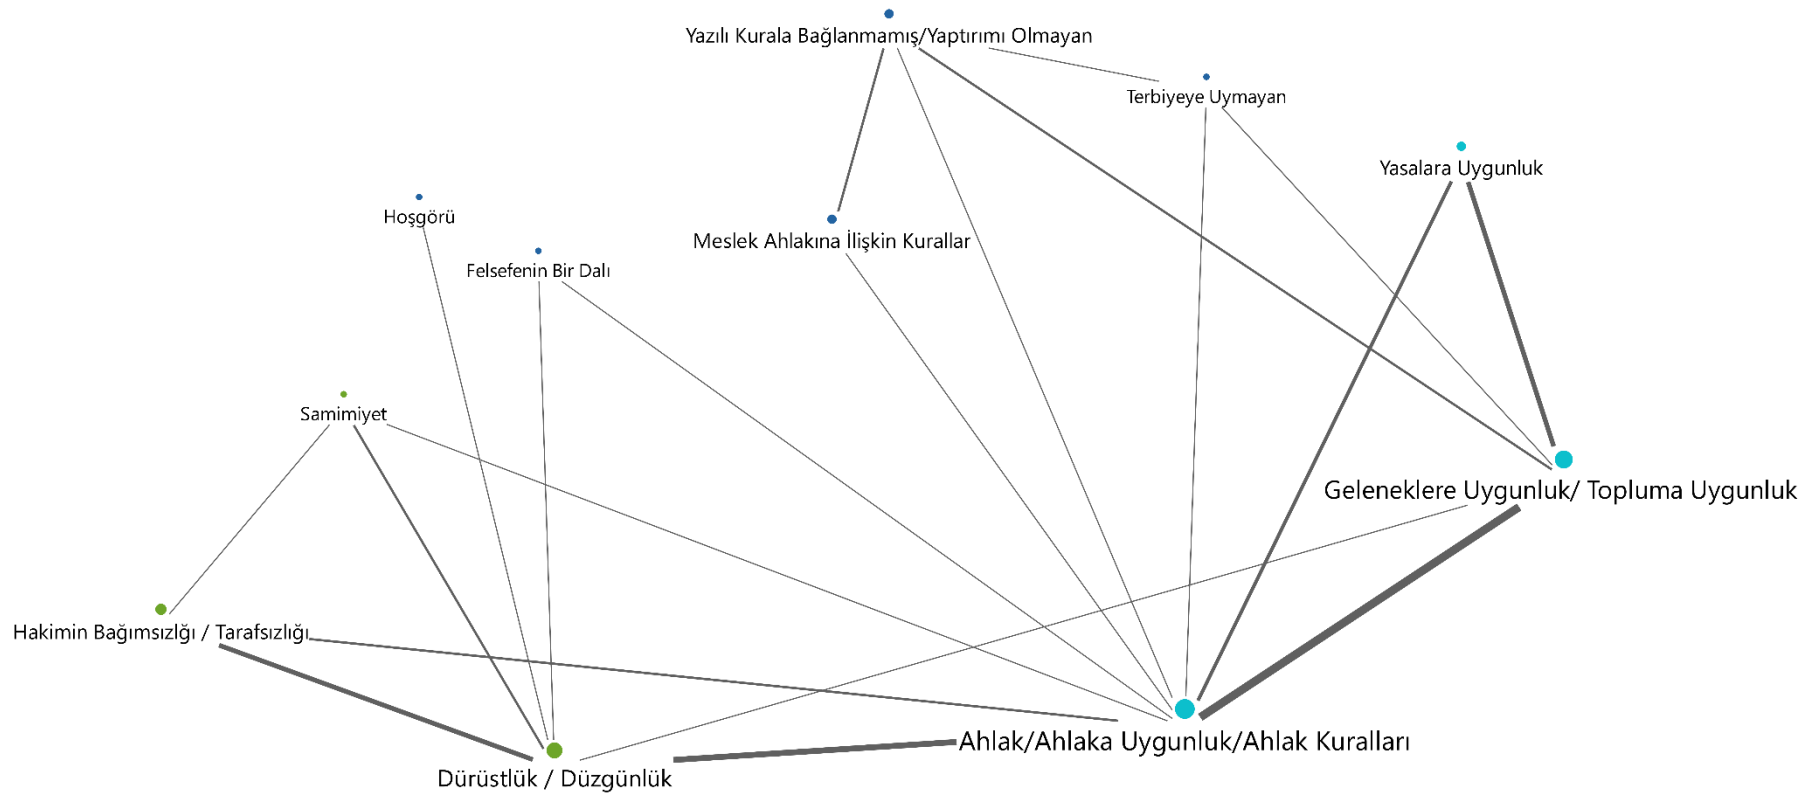 Yazılı Kurala Bağlanmamış/Yaptırımı Olmayan
Terbiyeye Uymayan
Yasalara Uygunluk
Hoşgörü
Meslek Ahlakına İlişkin Kurallar
Felsefenin Bir Dalı
Samimiyet
Geleneklere Uygunluk/ Topluma Uygunluk
Hakimin Bağımsızlğı / Tarafsızlığı
Ahlak/Ahlaka Uygunluk/Ahlak Kuralları
Dürüstlük / Düzgünlük